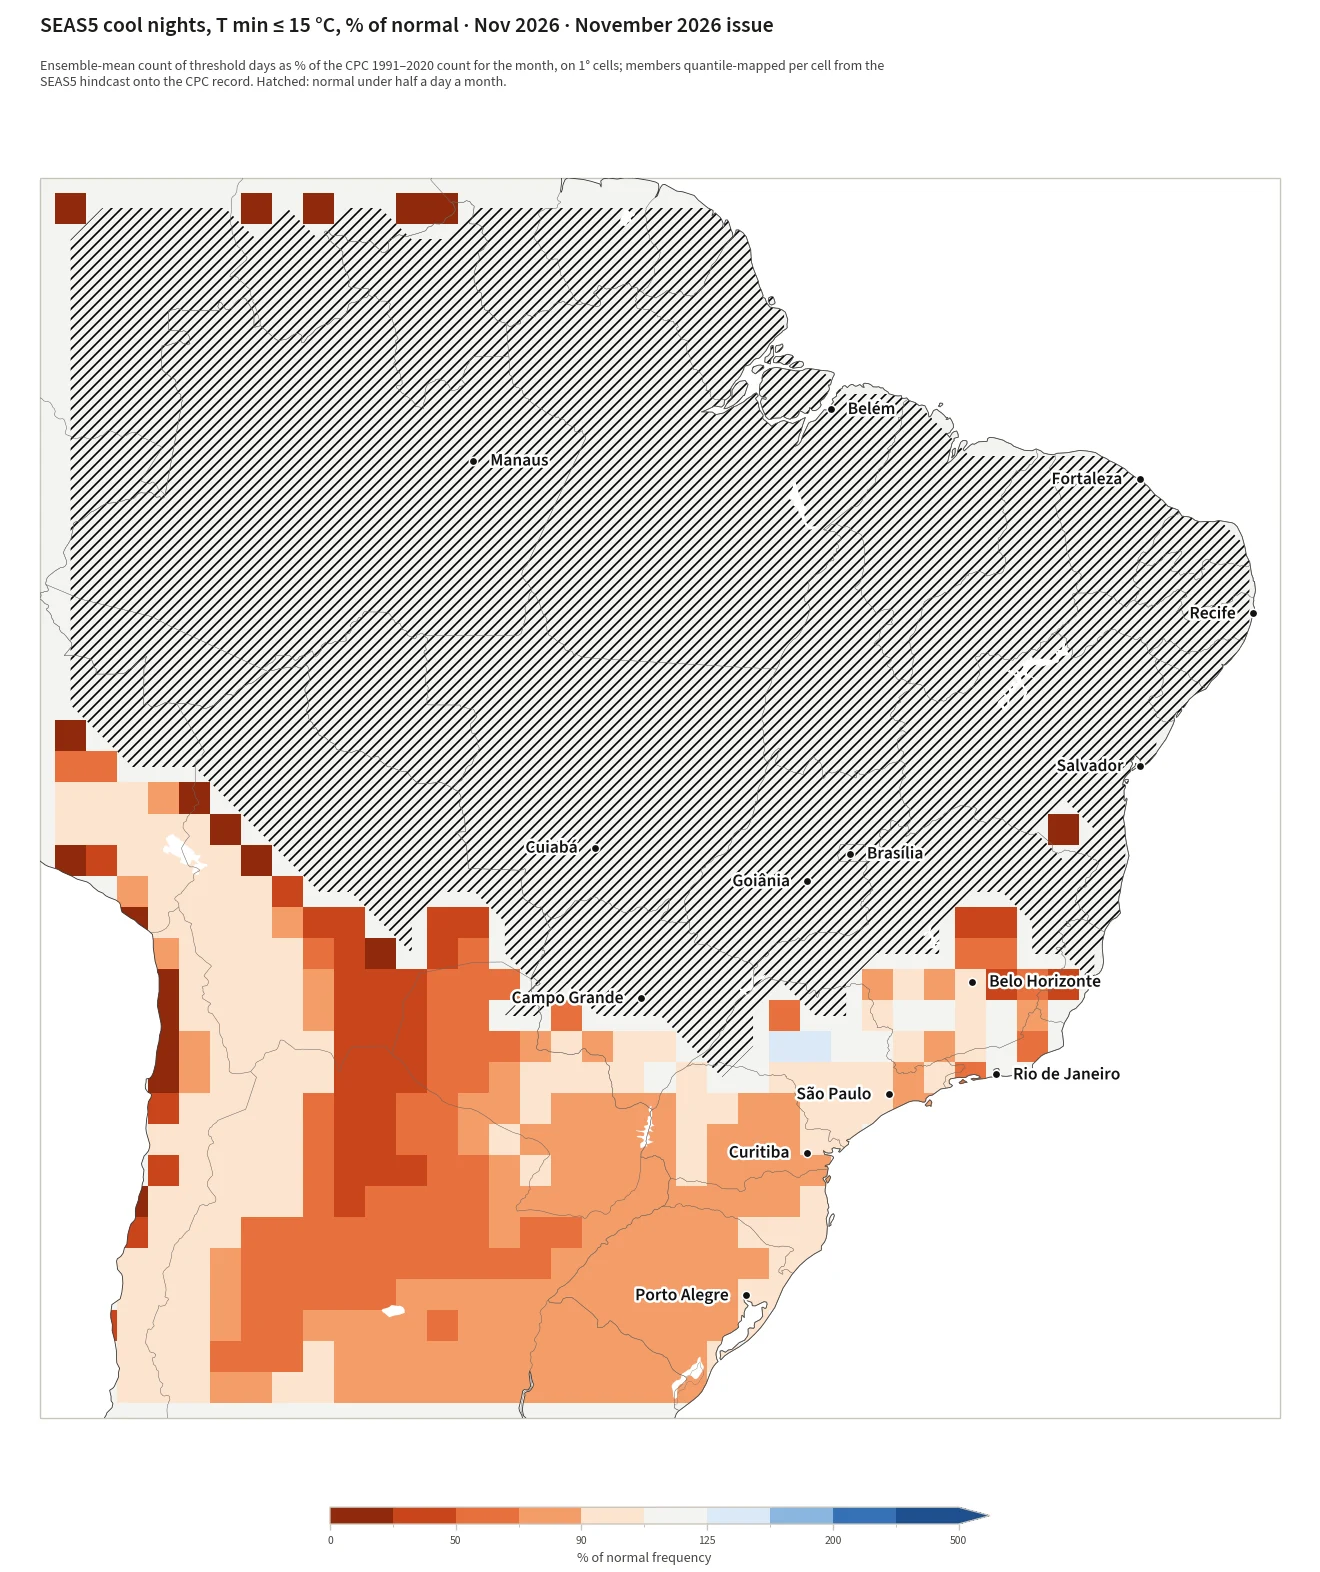 SEAS5 cool nights, T min ≤ 15 °C, % of normal · Nov 2026 · November 2026 issue
Ensemble-mean count of threshold days as % of the CPC 1991–2020 count for the month, on 1° cells; members quantile-mapped per cell from the
SEAS5 hindcast onto the CPC record. Hatched: normal under half a day a month.
Belém
Manaus
Fortaleza
Recife
Salvador
Cuiabá
Brasília
Goiânia
Belo Horizonte
Campo Grande
Rio de Janeiro
São Paulo
Curitiba
Porto Alegre
0 50 90 125 200 500
% of normal frequency